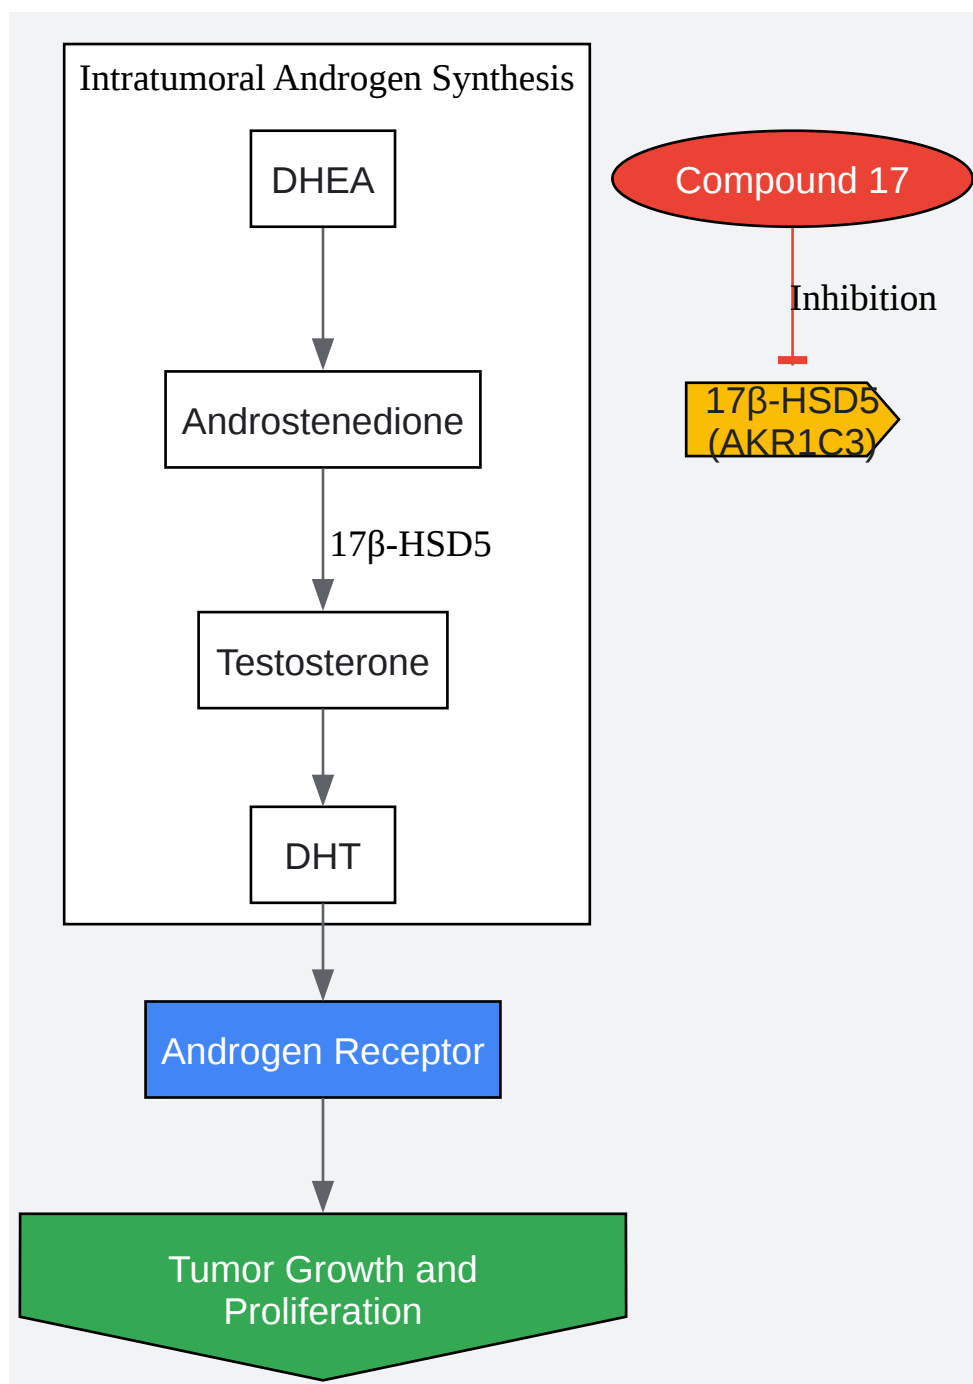 Intratumoral Androgen Synthesis
DHEA
Compound 17
Inhibition
17β-HSD5
(AKR1C3)
Androstenedione
17β-HSD5
Testosterone
DHT
Androgen Receptor
Tumor Growth and
Proliferation